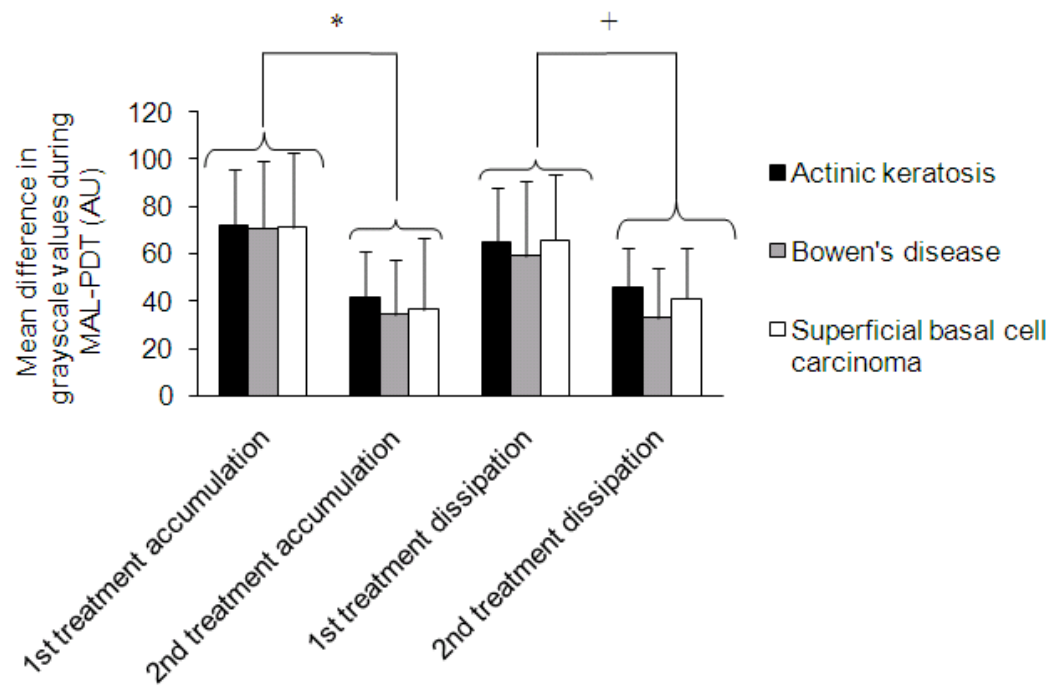 * +
Mean difference in
grayscale values during
MAL-PDT (AU)
120
100
80
60
40
20
0
1st treatment accumulation
2nd treatment accumulation
1st treatment dissipation
2nd treatment dissipation
Actinic keratosis
Bowen's disease
Superficial basal cell
carcinoma